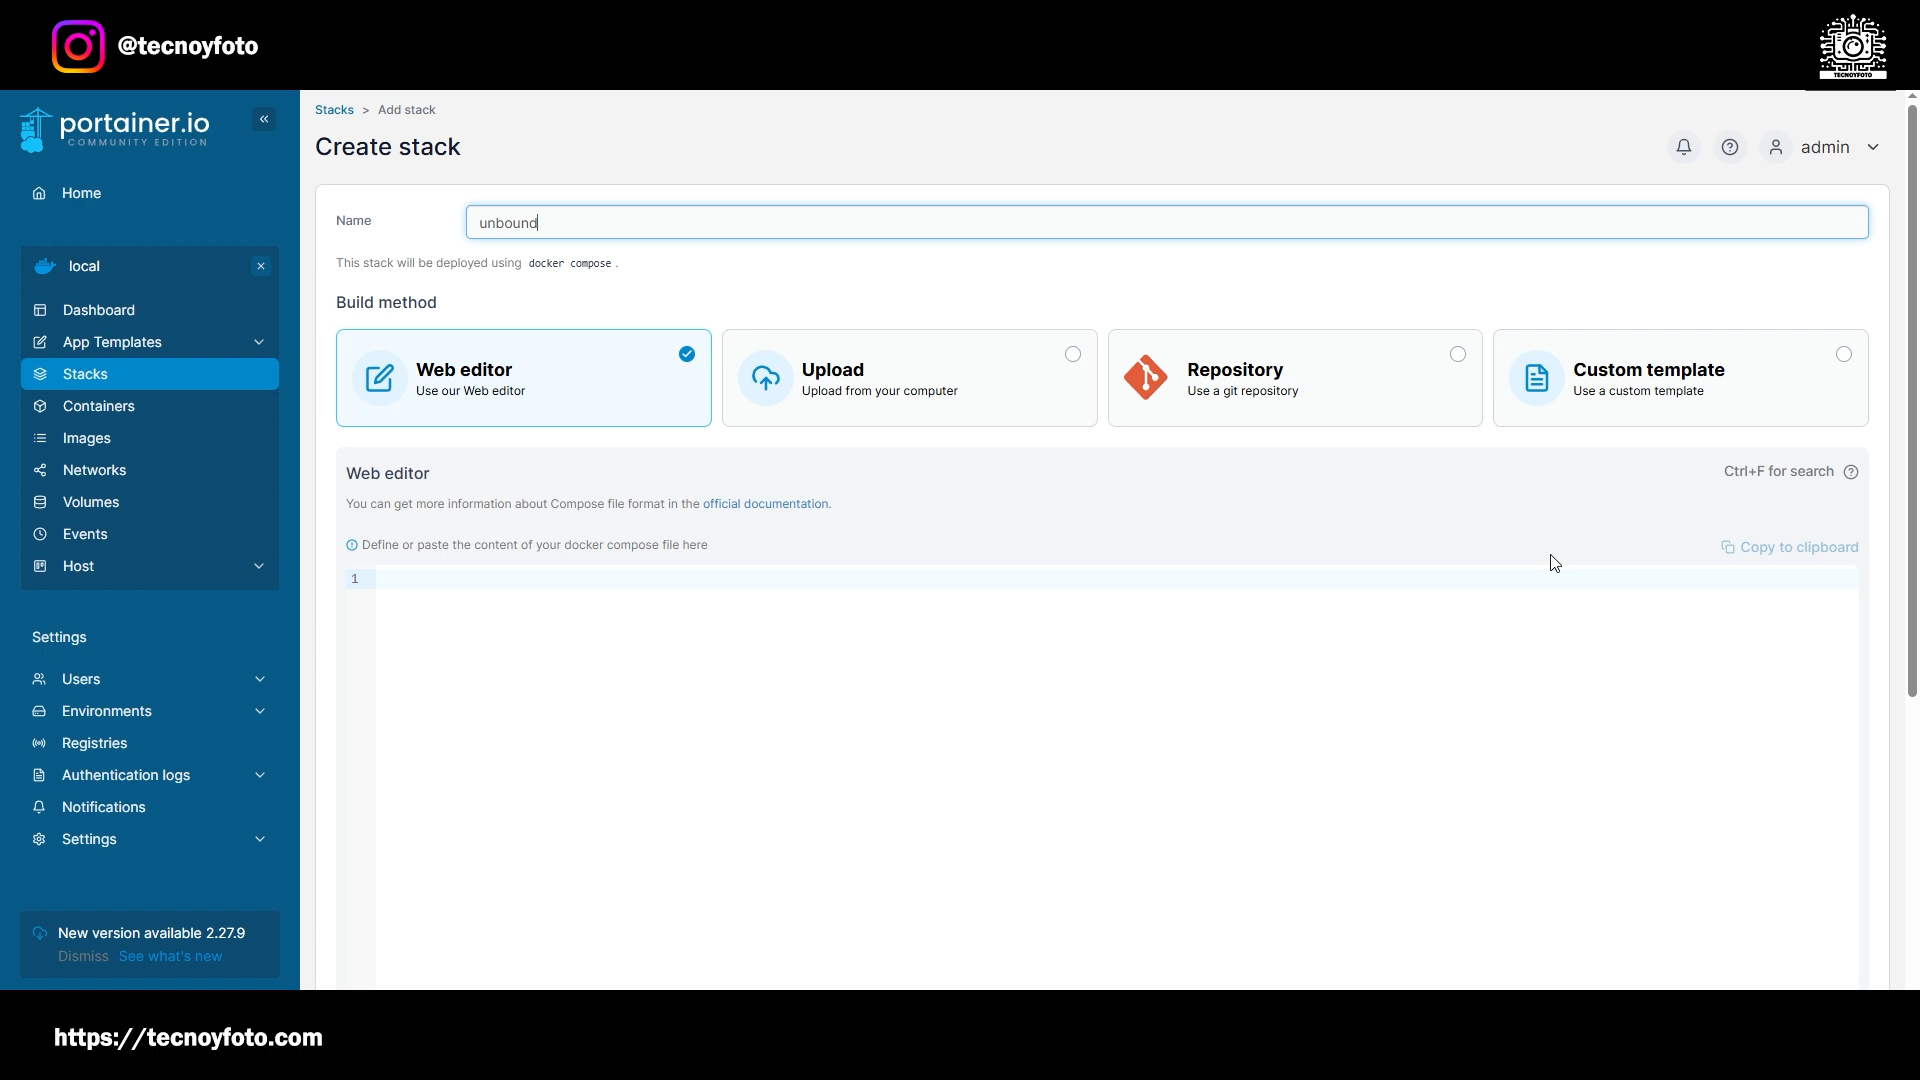 @tecnoyfoto
TECNOYFOTO
portainer.io
COMMUNITY EDITION
Home
local
Dashboard
App Templates
Stacks
Containers
Images
Networks
Volumes
Events
Host
Settings
Users
Environments
Registries
Authentication logs
Notifications
Settings
New version available 2.27.9
Dismiss See what's new
Stacks > Add stack
Create stack
admin
Name
unbound
This stack will be deployed using docker compose .
Build method
Web editor
Use our Web editor
Upload
Upload from your computer
Repository
Use a git repository
Custom template
Use a custom template
Web editor
Ctrl+F for search
You can get more information about Compose file format in the official documentation.
Define or paste the content of your docker compose file here
Copy to clipboard
1
https://tecnoyfoto.com